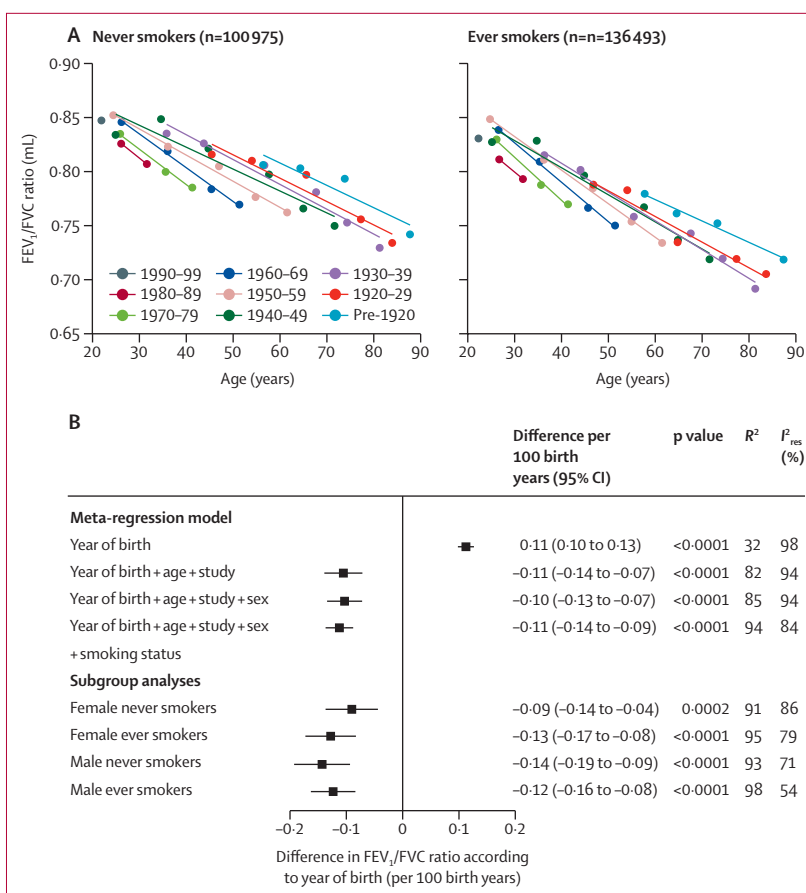 A
Never smokers (n=100 975)
Ever smokers (n=n=136 493)
FEV₁/FVC ratio (mL)
0·90
0·85
0·80
0·75
0·70
0·65
1990–99
1960–69
1930–39
1980–89
1950–59
1920–29
1970–79
1940–49
Pre-1920
20 30 40 50 60 70 80 90
Age (years)
20 30 40 50 60 70 80 90
Age (years)
B
Difference per 100 birth years (95% CI)
p value
R²
I²res (%)
Meta-regression model
Year of birth 0·11 (0·10 to 0·13) <0·0001 32 98
Year of birth + age + study –0·11 (–0·14 to –0·07) <0·0001 82 94
Year of birth + age + study + sex –0·10 (–0·13 to –0·07) <0·0001 85 94
Year of birth + age + study + sex –0·11 (–0·14 to –0·09) <0·0001 94 84
+ smoking status
Subgroup analyses
Female never smokers –0·09 (–0·14 to –0·04) 0·0002 91 86
Female ever smokers –0·13 (–0·17 to –0·08) <0·0001 95 79
Male never smokers –0·14 (–0·19 to –0·09) <0·0001 93 71
Male ever smokers –0·12 (–0·16 to –0·08) <0·0001 98 54
–0·2 –0·1 0 0·1 0·2
Difference in FEV₁/FVC ratio according
to year of birth (per 100 birth years)